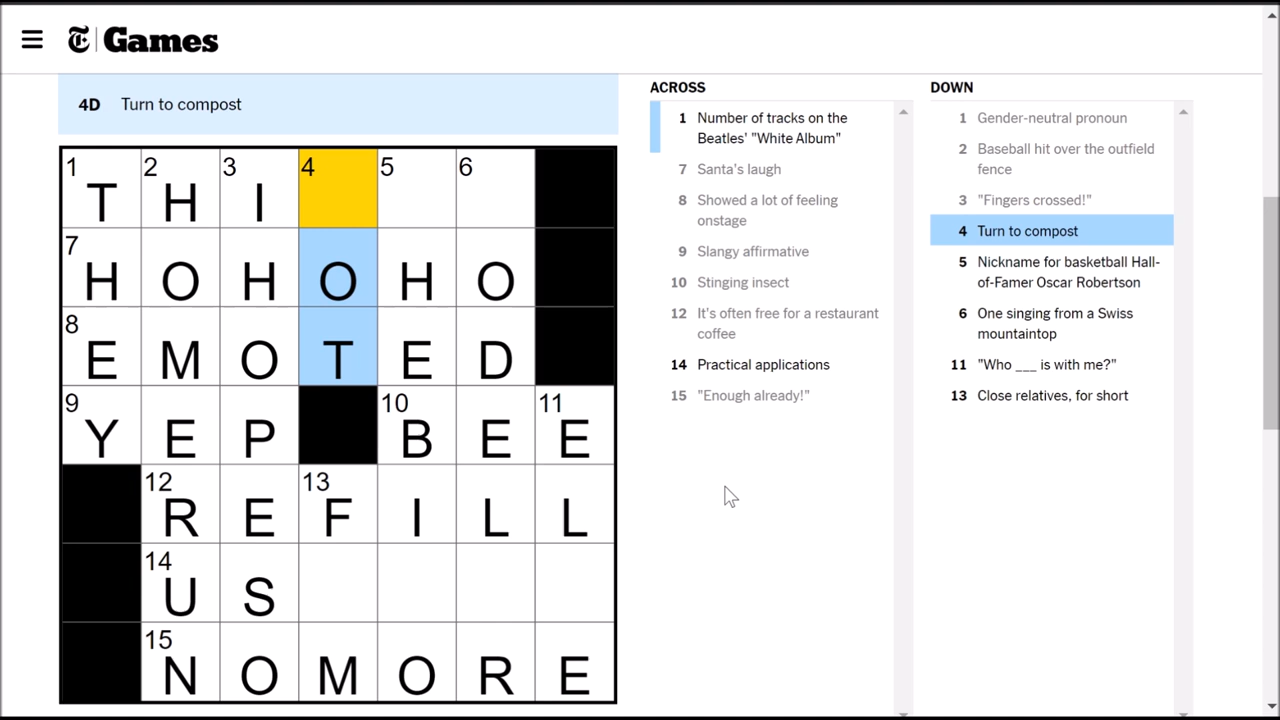 Games
4D Turn to compost
1 2 3 4 5 6
T H I
7
H O H O H O
8
E M O T E D
9 10 11
Y E P B E E
12 13
R E F I L L
14
U S
15
N O M O R E
ACROSS
1 Number of tracks on the
Beatles' "White Album"
7 Santa's laugh
8 Showed a lot of feeling
onstage
9 Slangy affirmative
10 Stinging insect
12 It's often free for a restaurant
coffee
14 Practical applications
15 "Enough already!"
DOWN
1 Gender-neutral pronoun
2 Baseball hit over the outfield
fence
3 "Fingers crossed!"
4 Turn to compost
5 Nickname for basketball Hall-
of-Famer Oscar Robertson
6 One singing from a Swiss
mountaintop
11 "Who ___ is with me?"
13 Close relatives, for short